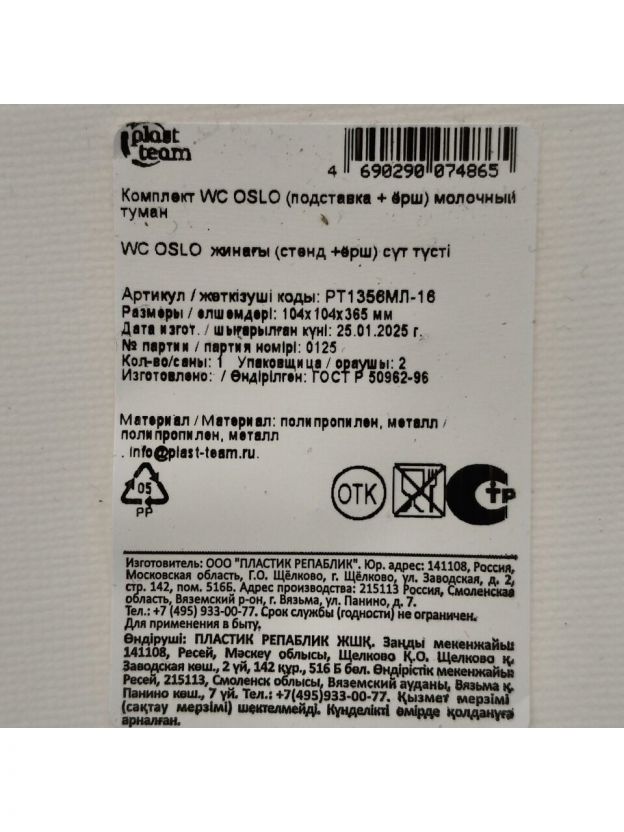 plast team
4 690290 074865
Комплект WC OSLO (подставка + ёрш) молочный
туман
WC OSLO жинағы (стенд +ёрш) сүт түсті
Артикул / жеткізуші коды: РТ1356МЛ-16
Размеры / өлшемдері: 104х104х365 мм
Дата изгот. / шығарылған күні: 25.01.2025 г.
№ партии / партия номірі: 0125
Кол-во/саны: 1 Упаковщица / ораушы: 2
Изготовлено: / Өндірілген: ГОСТ Р 50962-96
Материал / Материал: полипропилен, металл /
полипропилен, металл
. info@plast-team.ru.
05
PP
ОТК
тр
Изготовитель: ООО "ПЛАСТИК РЕПАБЛИК". Юр. адрес: 141108, Россия,
Московская область, Г.О. Щёлково, г. Щёлково, ул. Заводская, д. 2,
стр. 142, пом. 516Б. Адрес производства: 215113 Россия, Смоленская
область, Вяземский р-он, г. Вязьма, ул. Панино, д. 7.
Тел.: +7 (495) 933-00-77. Срок службы (годности) не ограничен.
Для применения в быту.
Өндіруші: ПЛАСТИК РЕПАБЛИК ЖШҚ. Заңды мекенжайы:
141108, Ресей, Мәскеу облысы, Щелково Қ.О. Щелково қ.
Заводская көш., 2 үй, 142 құр., 516 Б бөл. Өндірістік мекенжайы
Ресей, 215113, Смоленск облысы, Вяземский ауданы, Вязьма қ.
Панино көш., 7 үй. Тел.: +7(495)933-00-77. Қызмет мерзімі
(сақтау мерзімі) шектелмейді. Күнделікті өмірде қолдануға
арналған.